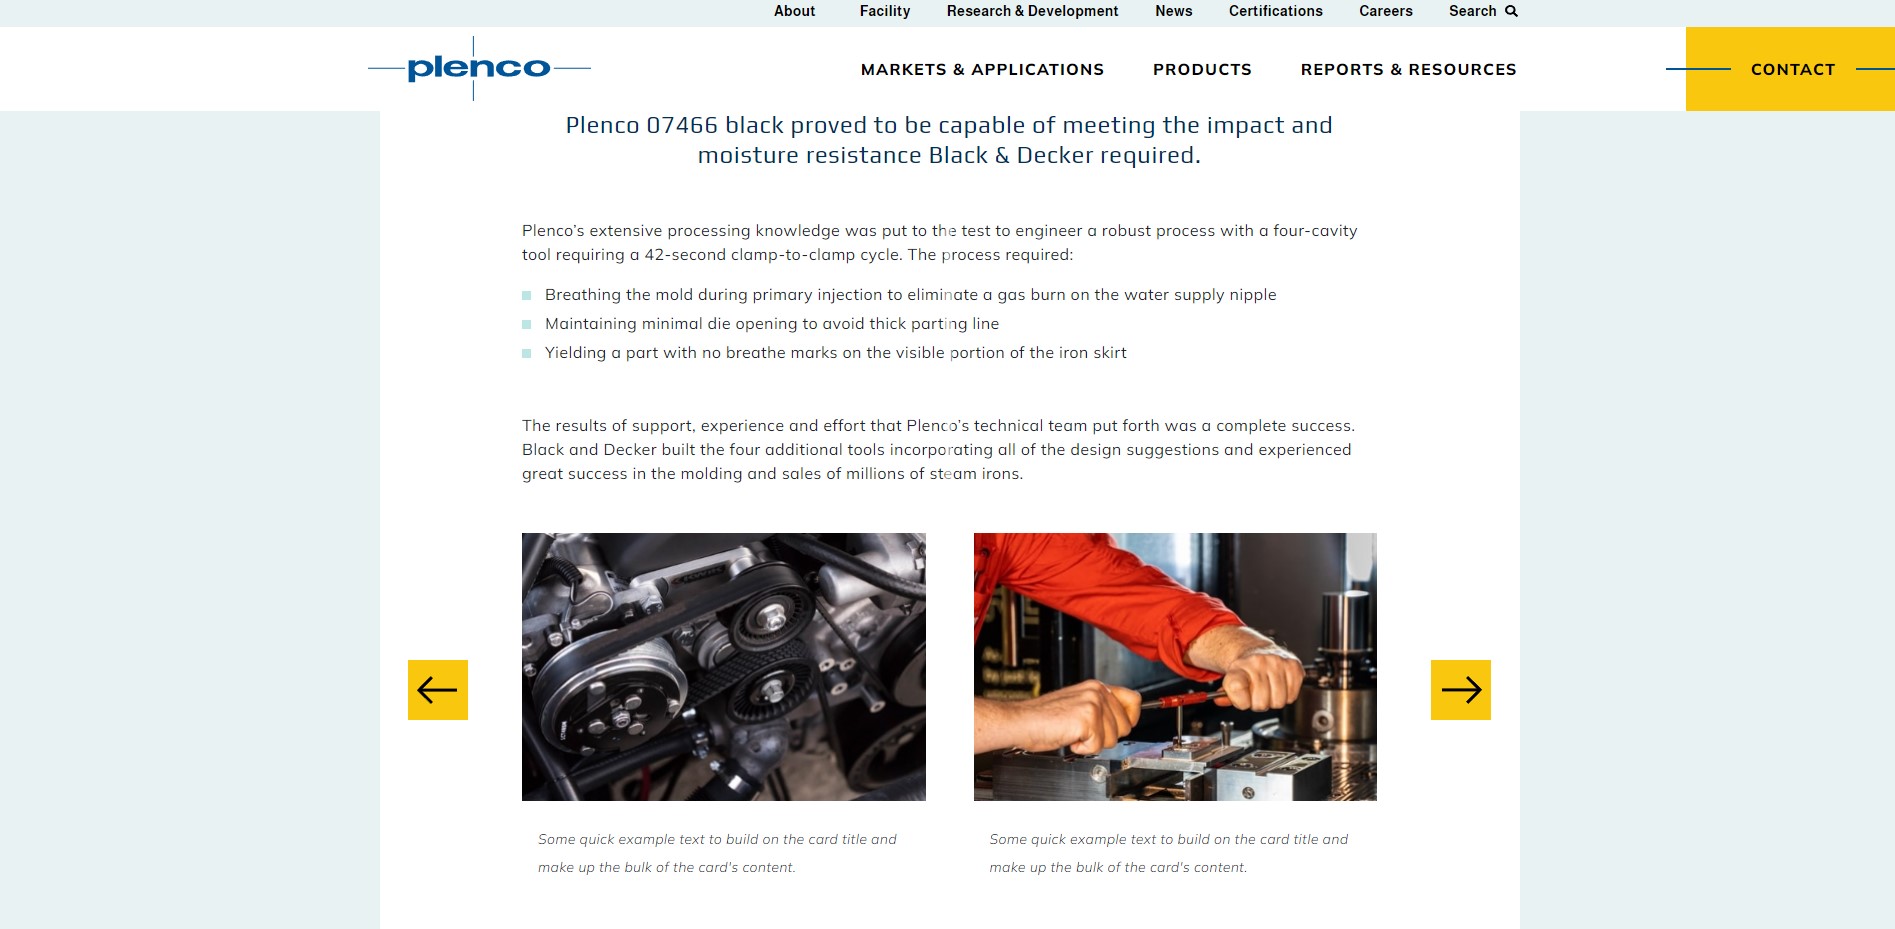 About Facility Research & Development News Certifications Careers Search
plenco
MARKETS & APPLICATIONS PRODUCTS REPORTS & RESOURCES CONTACT
Plenco 07466 black proved to be capable of meeting the impact and
moisture resistance Black & Decker required.
Plenco’s extensive processing knowledge was put to the test to engineer a robust process with a four-cavity
tool requiring a 42-second clamp-to-clamp cycle. The process required:
Breathing the mold during primary injection to eliminate a gas burn on the water supply nipple
Maintaining minimal die opening to avoid thick parting line
Yielding a part with no breathe marks on the visible portion of the iron skirt
The results of support, experience and effort that Plenco’s technical team put forth was a complete success.
Black and Decker built the four additional tools incorporating all of the design suggestions and experienced
great success in the molding and sales of millions of steam irons.
Some quick example text to build on the card title and
make up the bulk of the card's content.
Some quick example text to build on the card title and
make up the bulk of the card's content.